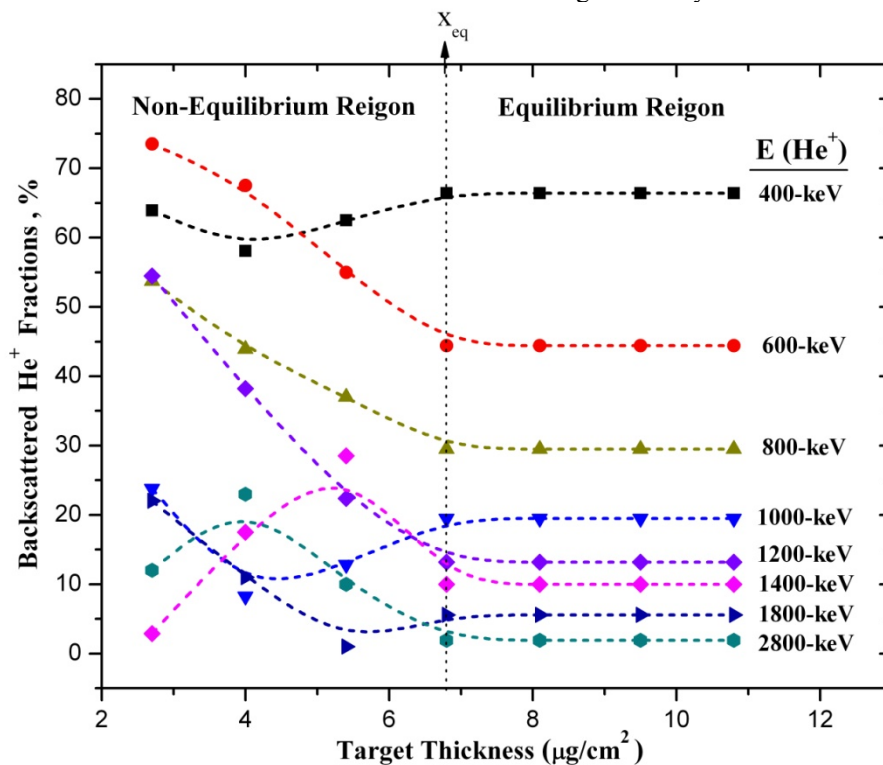 X_eq
Non-Equilibrium Reigon
Equilibrium Reigon
E (He⁺)
400-keV
600-keV
800-keV
1000-keV
1200-keV
1400-keV
1800-keV
2800-keV
Backscattered He⁺ Fractions , %
80
70
60
50
40
30
20
10
0
2 4 6 8 10 12
Target Thickness (μg/cm²)